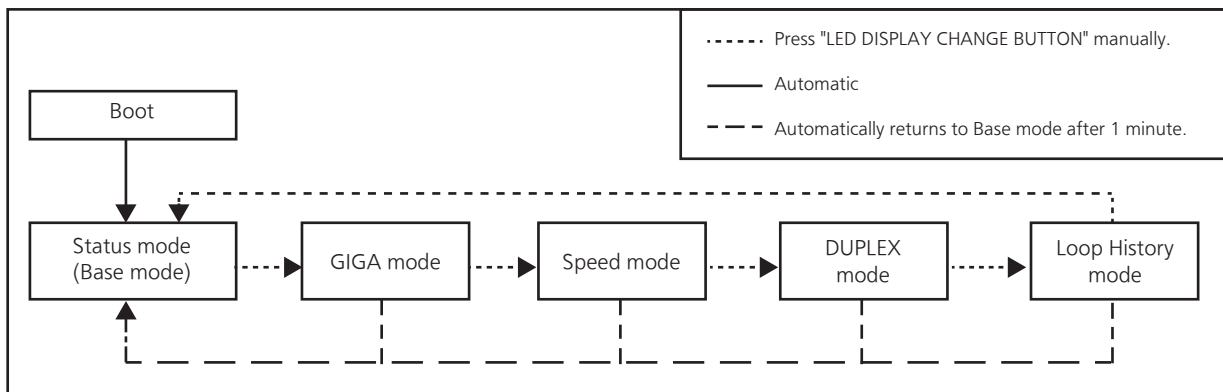 Press "LED DISPLAY CHANGE BUTTON" manually.
Automatic
Automatically returns to Base mode after 1 minute.
Boot
Status mode
(Base mode)
GIGA mode
Speed mode
DUPLEX
mode
Loop History
mode